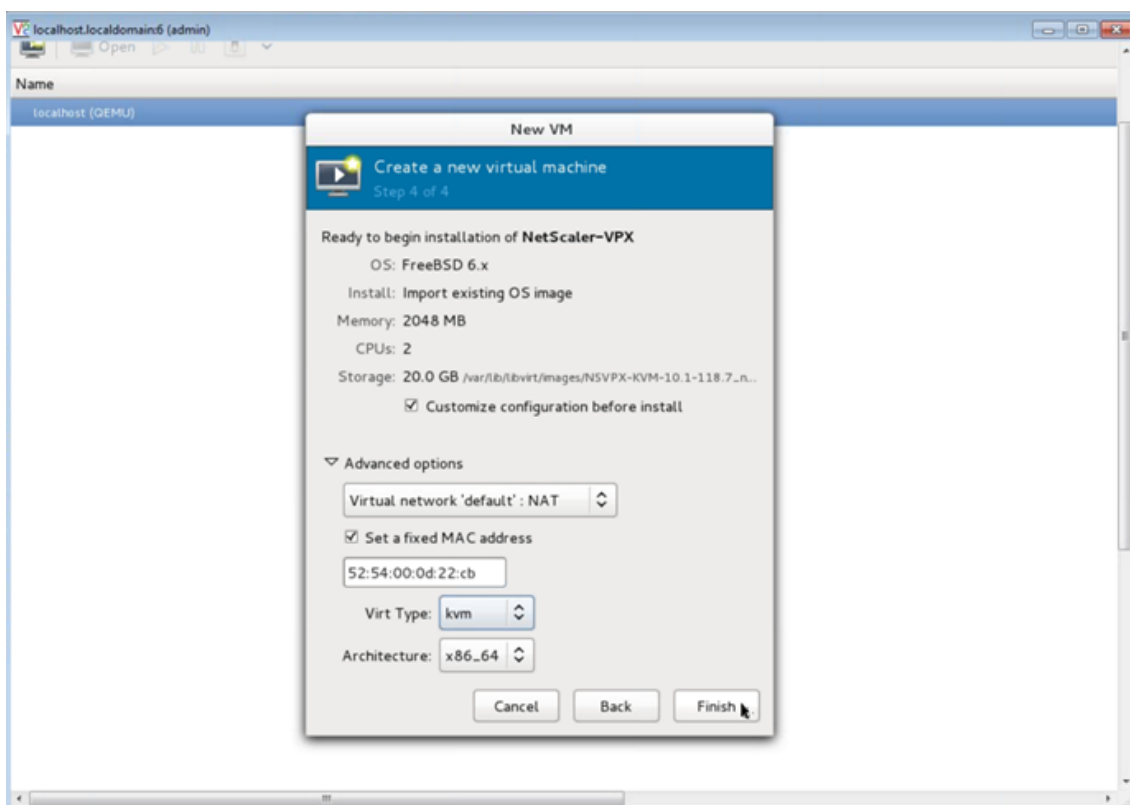 localhost.localdomain:6 (admin)
Open
Name
localhost (QEMU)
New VM
Create a new virtual machine
Step 4 of 4
Ready to begin installation of NetScaler-VPX
OS: FreeBSD 6.x
Install: Import existing OS image
Memory: 2048 MB
CPUs: 2
Storage: 20.0 GB /var/lib/libvirt/images/NSVPX-KVM-10.1-118.7_n...
Customize configuration before install
Advanced options
Virtual network 'default' : NAT
Set a fixed MAC address
52:54:00:0d:22:cb
Virt Type: kvm
Architecture: x86_64
Cancel Back Finish